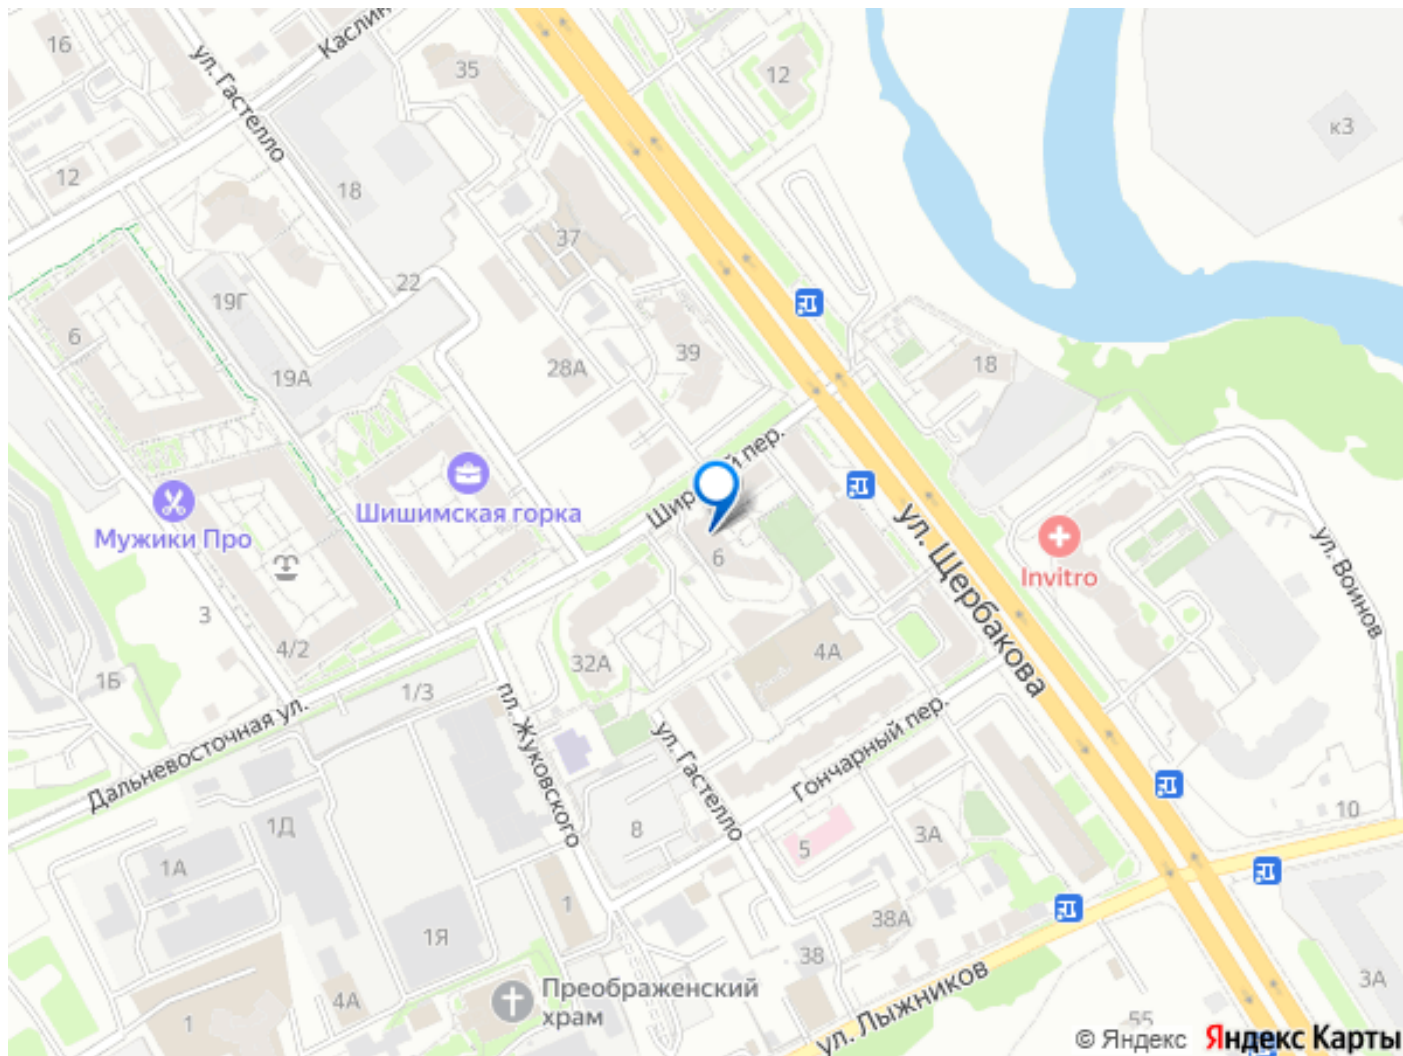 16
Каслин
ул. Гастелло
35
12
к3
12
18
37
22
19Г
6
39
28А
18
19А
Шир
й пер.
Шишимская горка
Мужики Про
6
ул. Щербакова
Invitro
ул. Воинов
3
4/2
32А
4А
1Б
1/3
пл. Жуковского
Дальневосточная ул.
ул. Гастелло
Гончарный пер.
10
1Д
8
5
3А
1А
1
38А
1Я
38
3А
4А
Преображенский
храм
1
ул. Лыжников
55
© Яндекс
Яндекс Карты